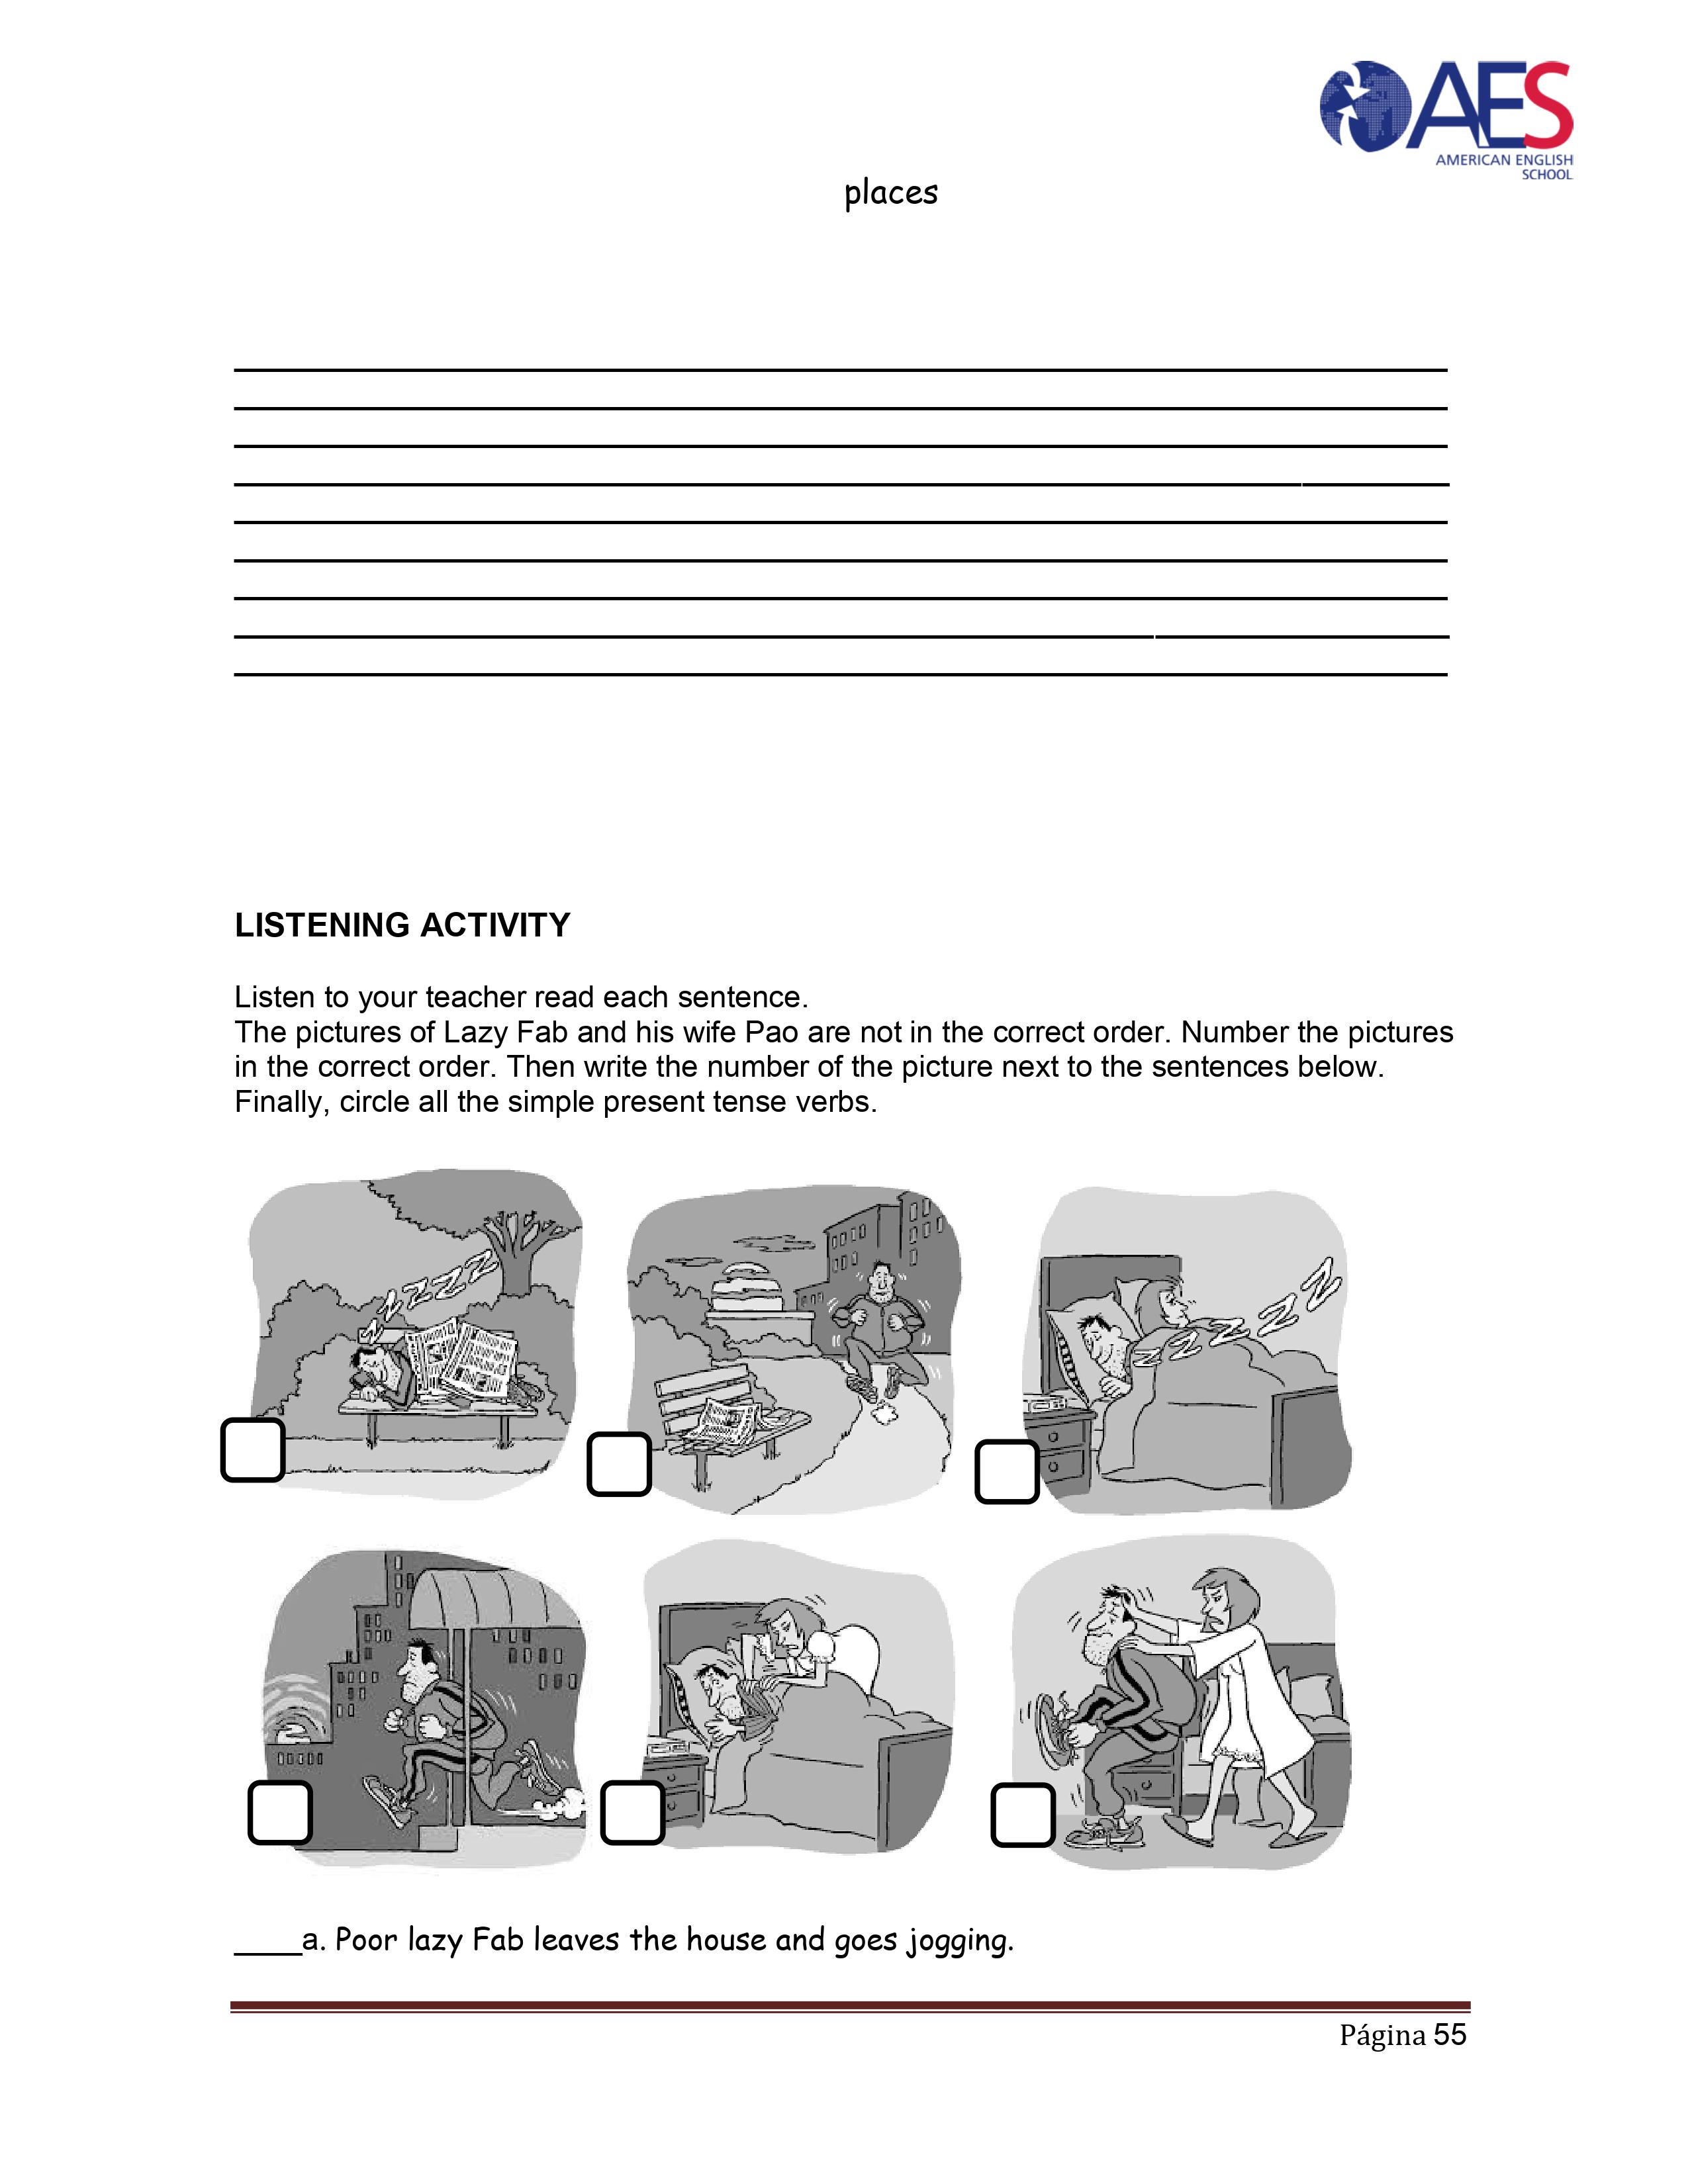 AES
AMERICAN ENGLISH
SCHOOL
places
LISTENING ACTIVITY
Listen to your teacher read each sentence.
The pictures of Lazy Fab and his wife Pao are not in the correct order. Number the pictures
in the correct order. Then write the number of the picture next to the sentences below.
Finally, circle all the simple present tense verbs.
zzzzz
zzzzz
____a. Poor lazy Fab leaves the house and goes jogging.
Página 55